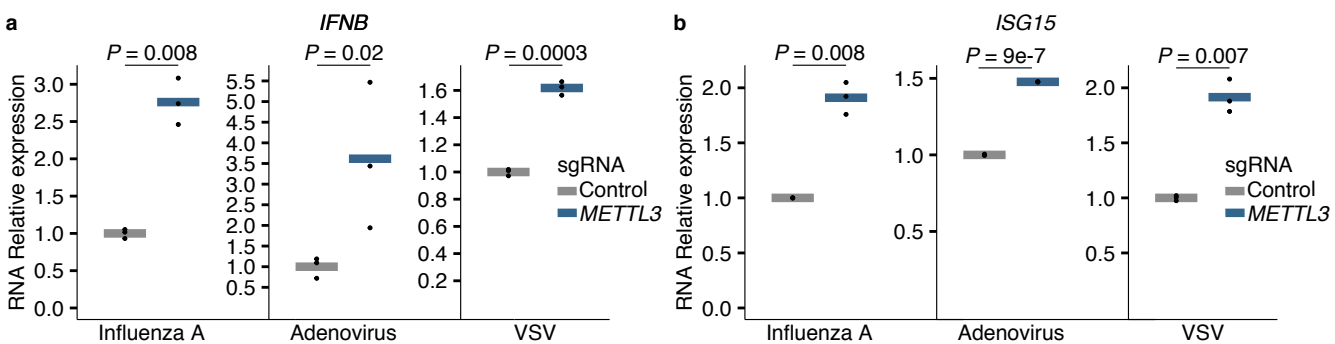 a
IFNB
P = 0.008
P = 0.02
P = 0.0003
RNA Relative expression
3.0
2.5
2.0
1.5
1.0
0.5
0.0
5.5
5.0
4.5
4.0
3.5
3.0
2.5
2.0
1.5
1.0
0.5
1.6
1.4
1.2
1.0
0.8
0.6
0.4
0.2
sgRNA
Control
METTL3
Influenza A
Adenovirus
VSV
b
ISG15
P = 0.008
P = 9e-7
P = 0.007
RNA Relative expression
2.0
1.5
1.0
0.5
0.0
1.5
1.0
0.5
2.0
1.5
1.0
0.5
sgRNA
Control
METTL3
Influenza A
Adenovirus
VSV